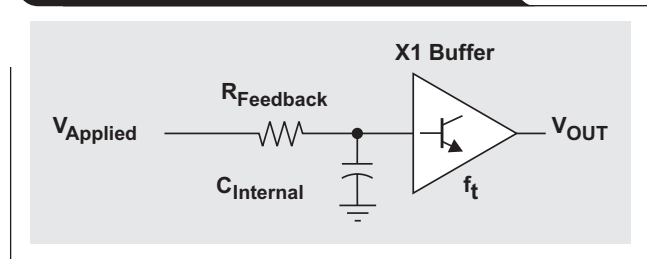 X1 Buffer
RFeedback
VApplied
VOUT
CInternal
ft